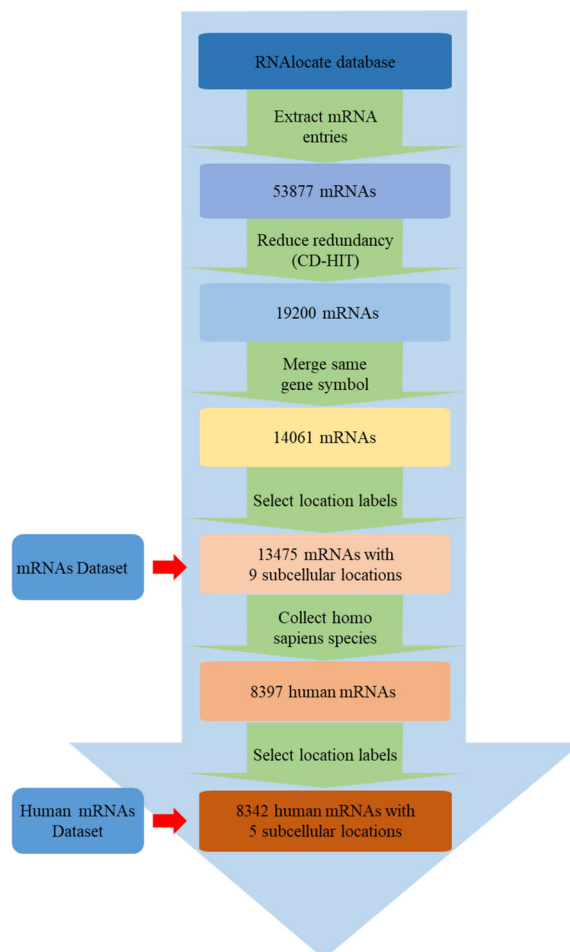 RNAlocate database
Extract mRNA
entries
53877 mRNAs
Reduce redundancy
(CD-HIT)
19200 mRNAs
Merge same
gene symbol
14061 mRNAs
Select location labels
mRNAs Dataset
13475 mRNAs with
9 subcellular locations
Collect homo
sapiens species
8397 human mRNAs
Select location labels
Human mRNAs
Dataset
8342 human mRNAs with
5 subcellular locations